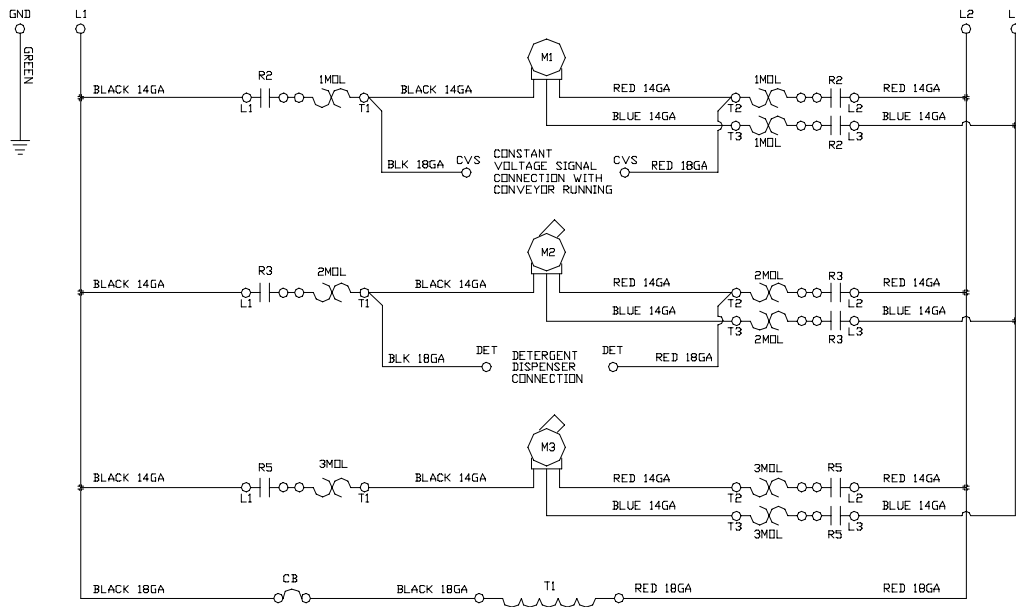 GND
L1
L2
L
GREEN
R2
1MOL
M1
1MOL
R2
BLACK 14GA
BLACK 14GA
RED 14GA
RED 14GA
L1
T1
T2
L2
BLUE 14GA
BLUE 14GA
T3
1MOL
R2
L3
BLK 18GA
CVS
CONSTANT
VOLTAGE SIGNAL
CONNECTION WITH
CONVEYOR RUNNING
CVS
RED 18GA
R3
2MOL
M2
2MOL
R3
BLACK 14GA
BLACK 14GA
RED 14GA
RED 14GA
L1
T1
T2
L2
BLUE 14GA
BLUE 14GA
T3
2MOL
R3
L3
BLK 18GA
DET
DETERGENT
DISPENSER
CONNECTION
DET
RED 18GA
R5
3MOL
M3
3MOL
R5
BLACK 14GA
BLACK 14GA
RED 14GA
RED 14GA
L1
T1
T2
L2
BLUE 14GA
BLUE 14GA
T3
3MOL
R5
L3
BLACK 18GA
CB
BLACK 18GA
T1
RED 18GA
RED 18GA